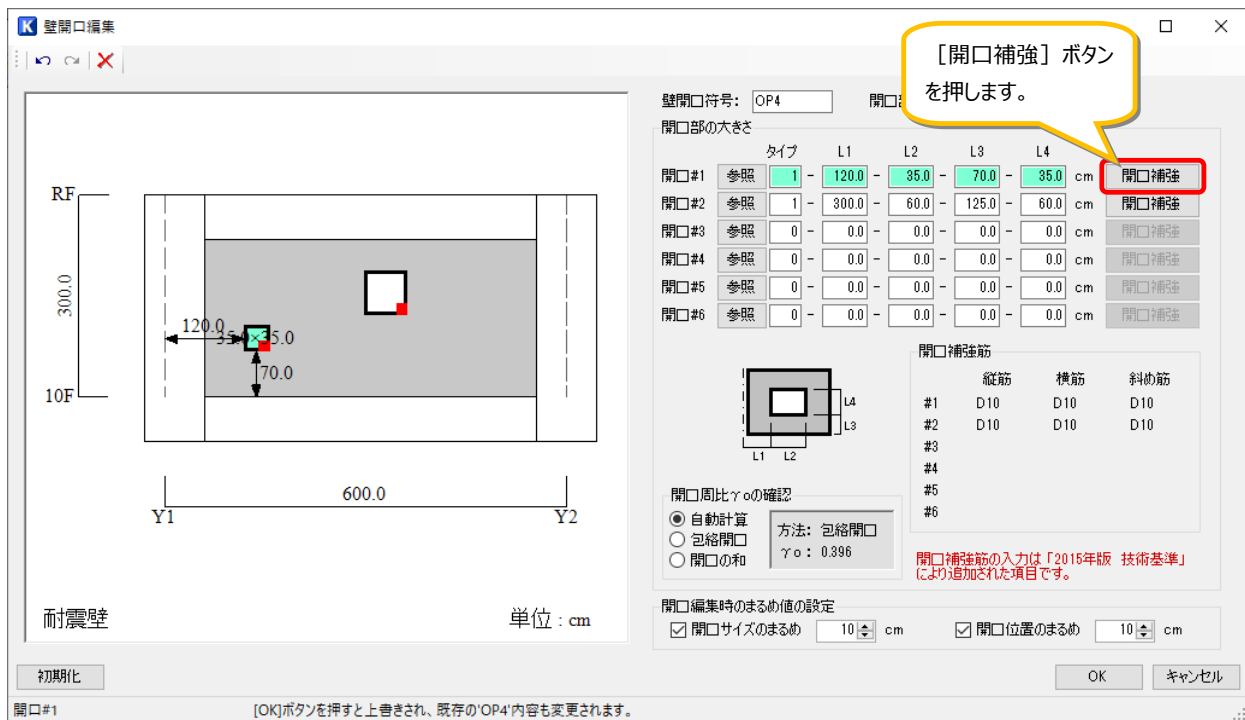 壁開口編集
［開口補強］ボタン
を押します。
壁開口符号: OP4
開口部の大きさ
タイプ L1 L2 L3 L4
開口#1 参照 1 - 120.0 - 35.0 - 70.0 - 35.0 cm 開口補強
開口#2 参照 1 - 300.0 - 60.0 - 125.0 - 60.0 cm 開口補強
開口#3 参照 0 - 0.0 - 0.0 - 0.0 - 0.0 cm 開口補強
開口#4 参照 0 - 0.0 - 0.0 - 0.0 - 0.0 cm 開口補強
開口#5 参照 0 - 0.0 - 0.0 - 0.0 - 0.0 cm 開口補強
開口#6 参照 0 - 0.0 - 0.0 - 0.0 - 0.0 cm 開口補強
RF
300.0
120.0
35.0×35.0
70.0
10F
600.0
Y1 Y2
耐震壁 単位 : cm
L4
L3
L1 L2
開口補強筋
縦筋 横筋 斜め筋
#1 D10 D10 D10
#2 D10 D10 D10
#3
#4
#5
#6
開口周比γoの確認
自動計算
包絡開口
開口の和
方法: 包絡開口
γo: 0.396
開口補強筋の入力は「2015年版 技術基準」
により追加された項目です。
開口編集時のまるめ値の設定
開口サイズのまるめ 10 cm 開口位置のまるめ 10 cm
初期化 OK キャンセル
開口#1 [OK]ボタンを押すと上書きされ、既存の'OP4'内容も変更されます。